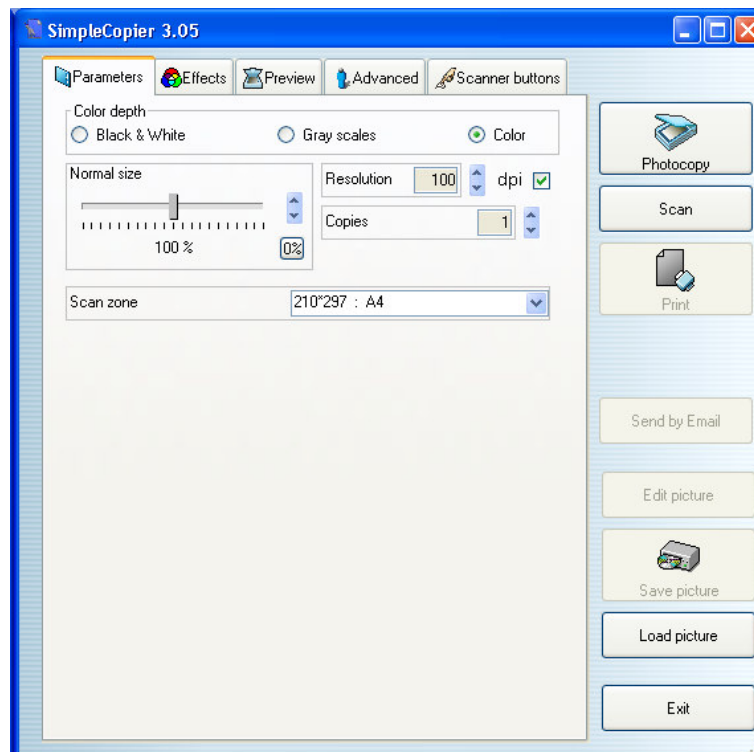 SimpleCopier 3.05
Parameters Effects Preview Advanced Scanner buttons
Color depth
Black & White Gray scales Color
Normal size
100 %
0%
Resolution 100 dpi
Copies 1
Scan zone 210*297 : A4
Photocopy
Scan
Print
Send by Email
Edit picture
Save picture
Load picture
Exit